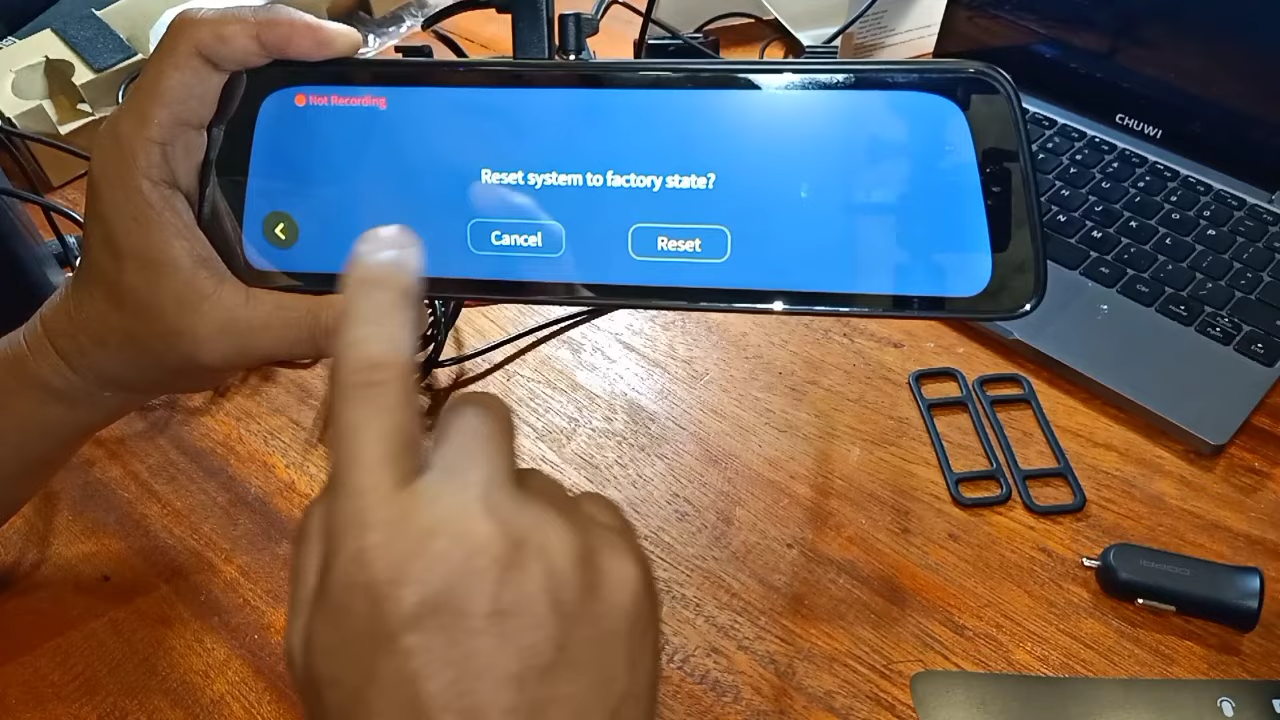 Not Recording
Reset system to factory state?
Cancel
Reset
CHUWI